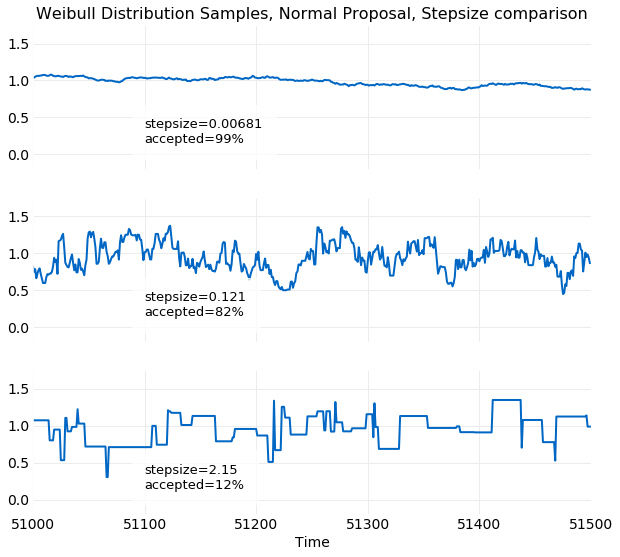 Weibull Distribution Samples, Normal Proposal, Stepsize comparison
1.5
1.0
0.5
0.0
stepsize=0.00681
accepted=99%
1.5
1.0
0.5
0.0
stepsize=0.121
accepted=82%
1.5
1.0
0.5
0.0
stepsize=2.15
accepted=12%
51000 51100 51200 51300 51400 51500
Time